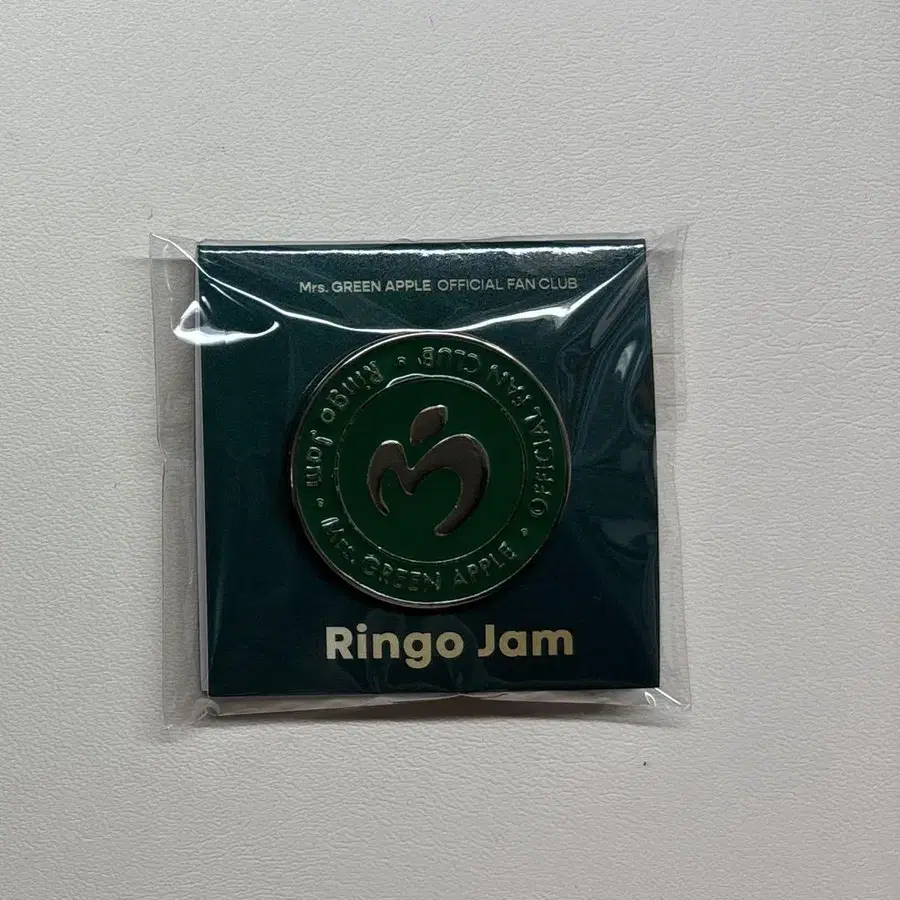 Mrs. GREEN APPLE OFFICIAL FAN CLUB
Ringo Jam • Mrs. GREEN APPLE • OFFICIAL FAN CLUB •
Ringo Jam